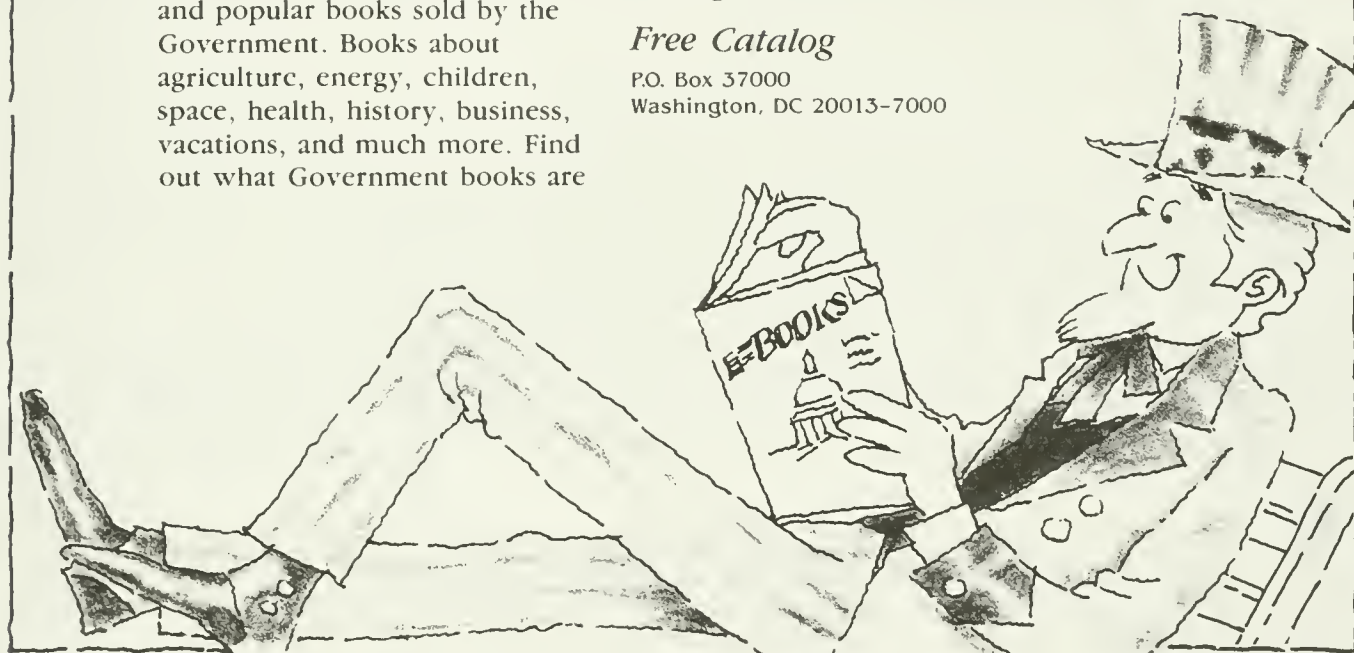 and popular books sold by the
Government. Books about
agriculture, energy, children,
space, health, history, business,
vacations, and much more. Find
out what Government books are
Free Catalog
P.O. Box 37000
Washington, DC 20013-7000
BOOKS